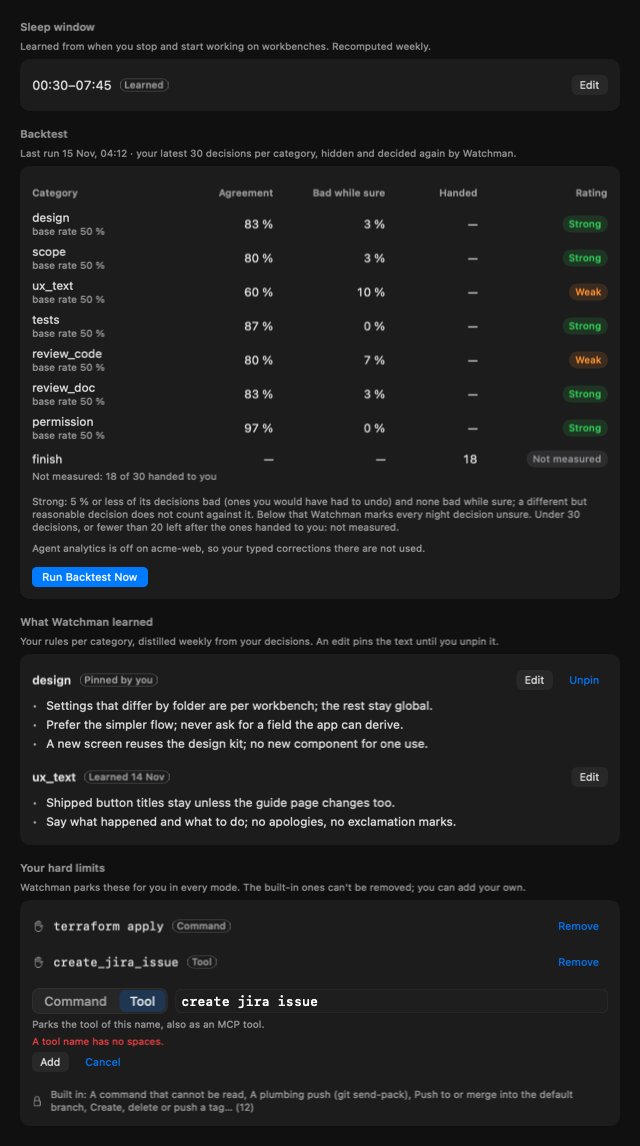 Sleep window
Learned from when you stop and start working on workbenches. Recomputed weekly.
00:30–07:45 Learned Edit
Backtest
Last run 15 Nov, 04:12 · your latest 30 decisions per category, hidden and decided again by Watchman.
Category Agreement Bad while sure Handed Rating
design 83 % 3 % — Strong
base rate 50 %
scope 80 % 3 % — Strong
base rate 50 %
ux_text 60 % 10 % — Weak
base rate 50 %
tests 87 % 0 % — Strong
base rate 50 %
review_code 80 % 7 % — Weak
base rate 50 %
review_doc 83 % 3 % — Strong
base rate 50 %
permission 97 % 0 % — Strong
base rate 50 %
finish — — 18 Not measured
Not measured: 18 of 30 handed to you
Strong: 5 % or less of its decisions bad (ones you would have had to undo) and none bad while sure; a different but
reasonable decision does not count against it. Below that Watchman marks every night decision unsure. Under 30
decisions, or fewer than 20 left after the ones handed to you: not measured.
Agent analytics is off on acme-web, so your typed corrections there are not used.
Run Backtest Now
What Watchman learned
Your rules per category, distilled weekly from your decisions. An edit pins the text until you unpin it.
design Pinned by you Edit Unpin
• Settings that differ by folder are per workbench; the rest stay global.
• Prefer the simpler flow; never ask for a field the app can derive.
• A new screen reuses the design kit; no new component for one use.
ux_text Learned 14 Nov Edit
• Shipped button titles stay unless the guide page changes too.
• Say what happened and what to do; no apologies, no exclamation marks.
Your hard limits
Watchman parks these for you in every mode. The built-in ones can't be removed; you can add your own.
terraform apply Command Remove
create_jira_issue Tool Remove
Command Tool create jira issue
Parks the tool of this name, also as an MCP tool.
A tool name has no spaces.
Add Cancel
Built in: A command that cannot be read, A plumbing push (git send-pack), Push to or merge into the default
branch, Create, delete or push a tag… (12)